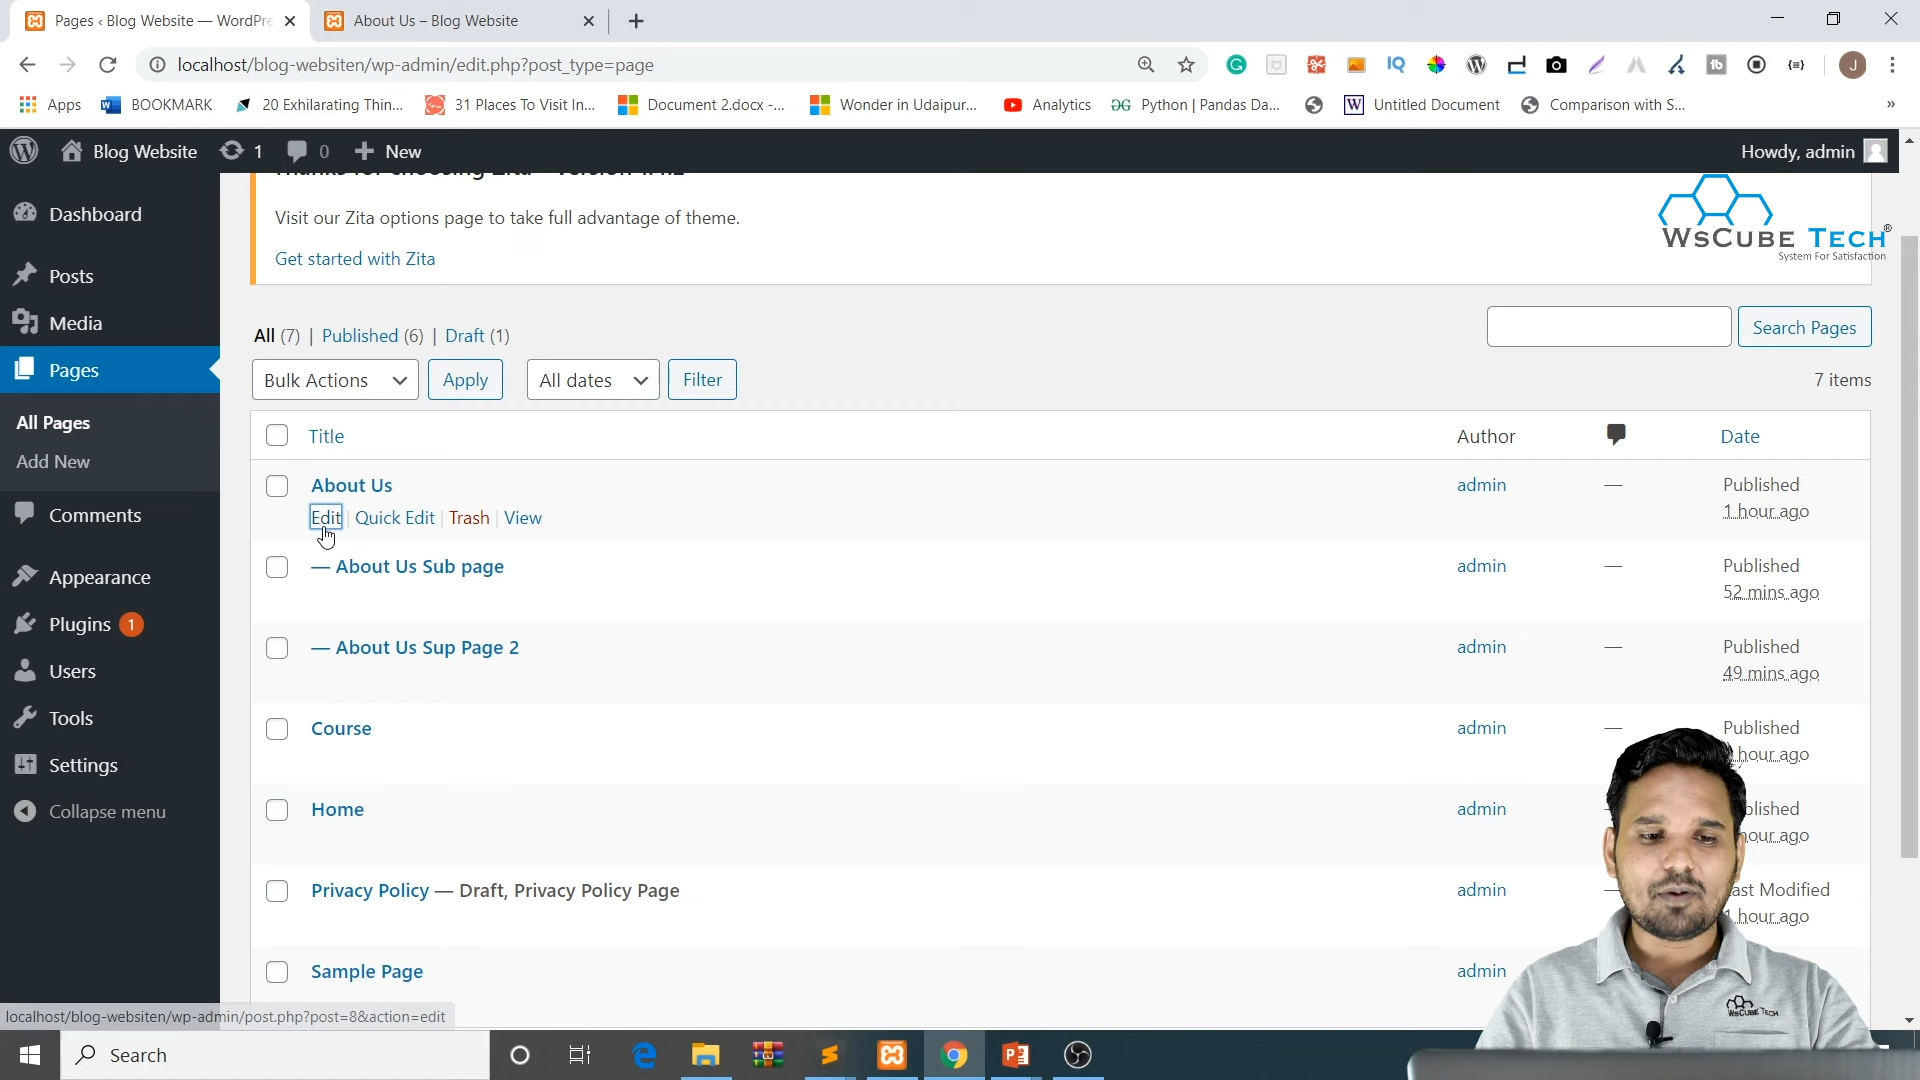 Pages ‹ Blog Website — WordPre
About Us – Blog Website
localhost/blog-websiten/wp-admin/edit.php?post_type=page
Apps
BOOKMARK
20 Exhilarating Thin...
31 Places To Visit In...
Document 2.docx -...
Wonder in Udaipur...
Analytics
Python | Pandas Da...
Untitled Document
Comparison with S...
»
Blog Website
1
0
New
Howdy, admin
Visit our Zita options page to take full advantage of theme.
Get started with Zita
WsCube Tech®
System For Satisfaction
Dashboard
Posts
Media
Pages
All Pages
Add New
Comments
Appearance
Plugins 1
Users
Tools
Settings
Collapse menu
All (7) | Published (6) | Draft (1)
Search Pages
Bulk Actions
Apply
All dates
Filter
7 items
Title
Author
Date
About Us
admin
—
Published
Edit | Quick Edit | Trash | View
1 hour ago
— About Us Sub page
admin
—
Published
52 mins ago
— About Us Sup Page 2
admin
—
Published
49 mins ago
Course
admin
—
Published
hour ago
Home
admin
blished
hour ago
Privacy Policy — Draft, Privacy Policy Page
admin
ast Modified
1 hour ago
Sample Page
admin
WsCube Tech
localhost/blog-websiten/wp-admin/post.php?post=8&action=edit
Search